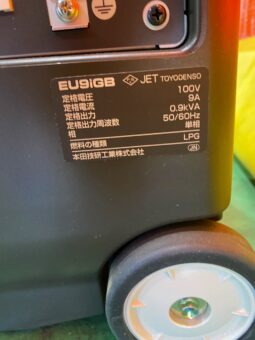 EU9iGB JET TOYODENSO
定格電圧 100V
定格電流 9A
定格出力 0.9kVA
定格出力周波数 50/60Hz
相 単相
燃料の種類 LPG
本田技研工業株式会社